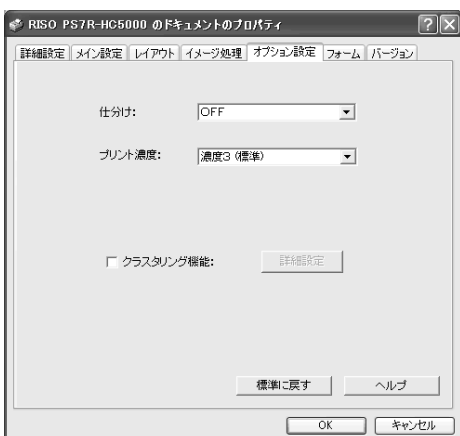 RISO PS7R-HC5000 のドキュメントのプロパティ
詳細設定 メイン設定 レイアウト イメージ処理 オプション設定 フォーム バージョン
仕分け: OFF
プリント濃度: 濃度3 (標準)
クラスタリング機能: 詳細設定
標準に戻す ヘルプ
OK キャンセル